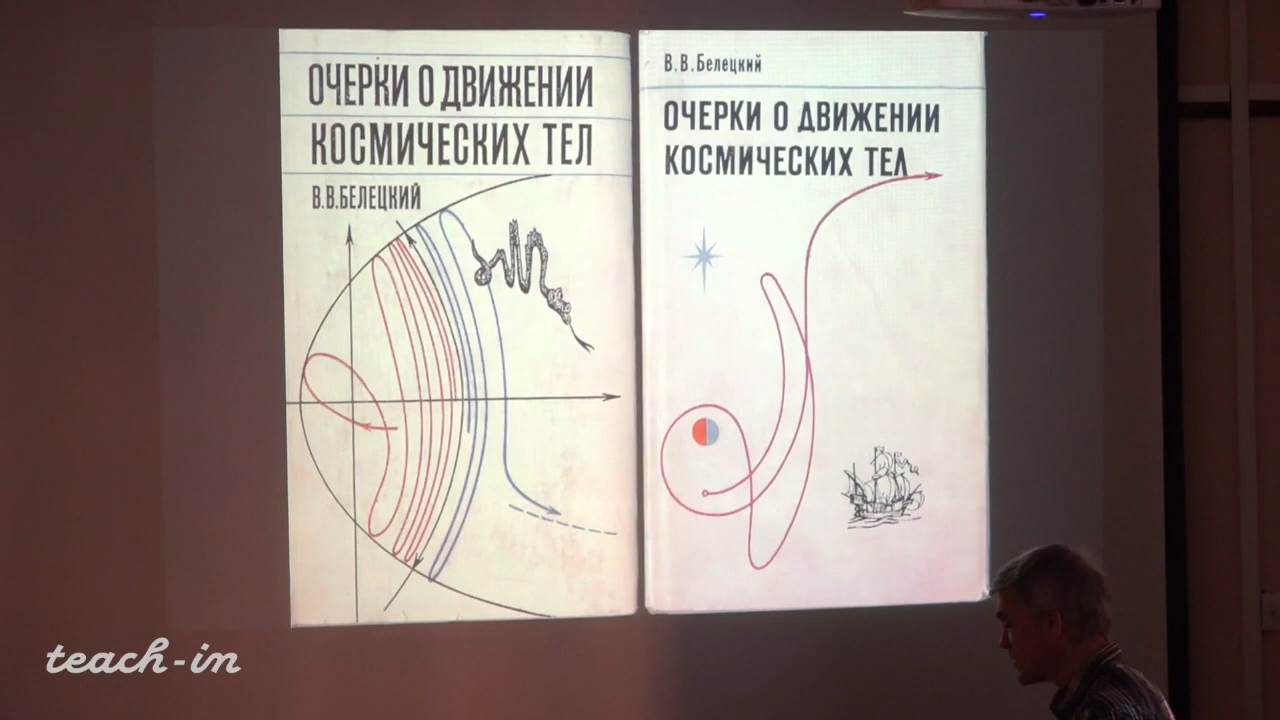 ОЧЕРКИ О ДВИЖЕНИИ
КОСМИЧЕСКИХ ТЕЛ
В.В.БЕЛЕЦКИЙ
В.В.Белецкий
ОЧЕРКИ О ДВИЖЕНИИ
КОСМИЧЕСКИХ ТЕЛ
teach-in